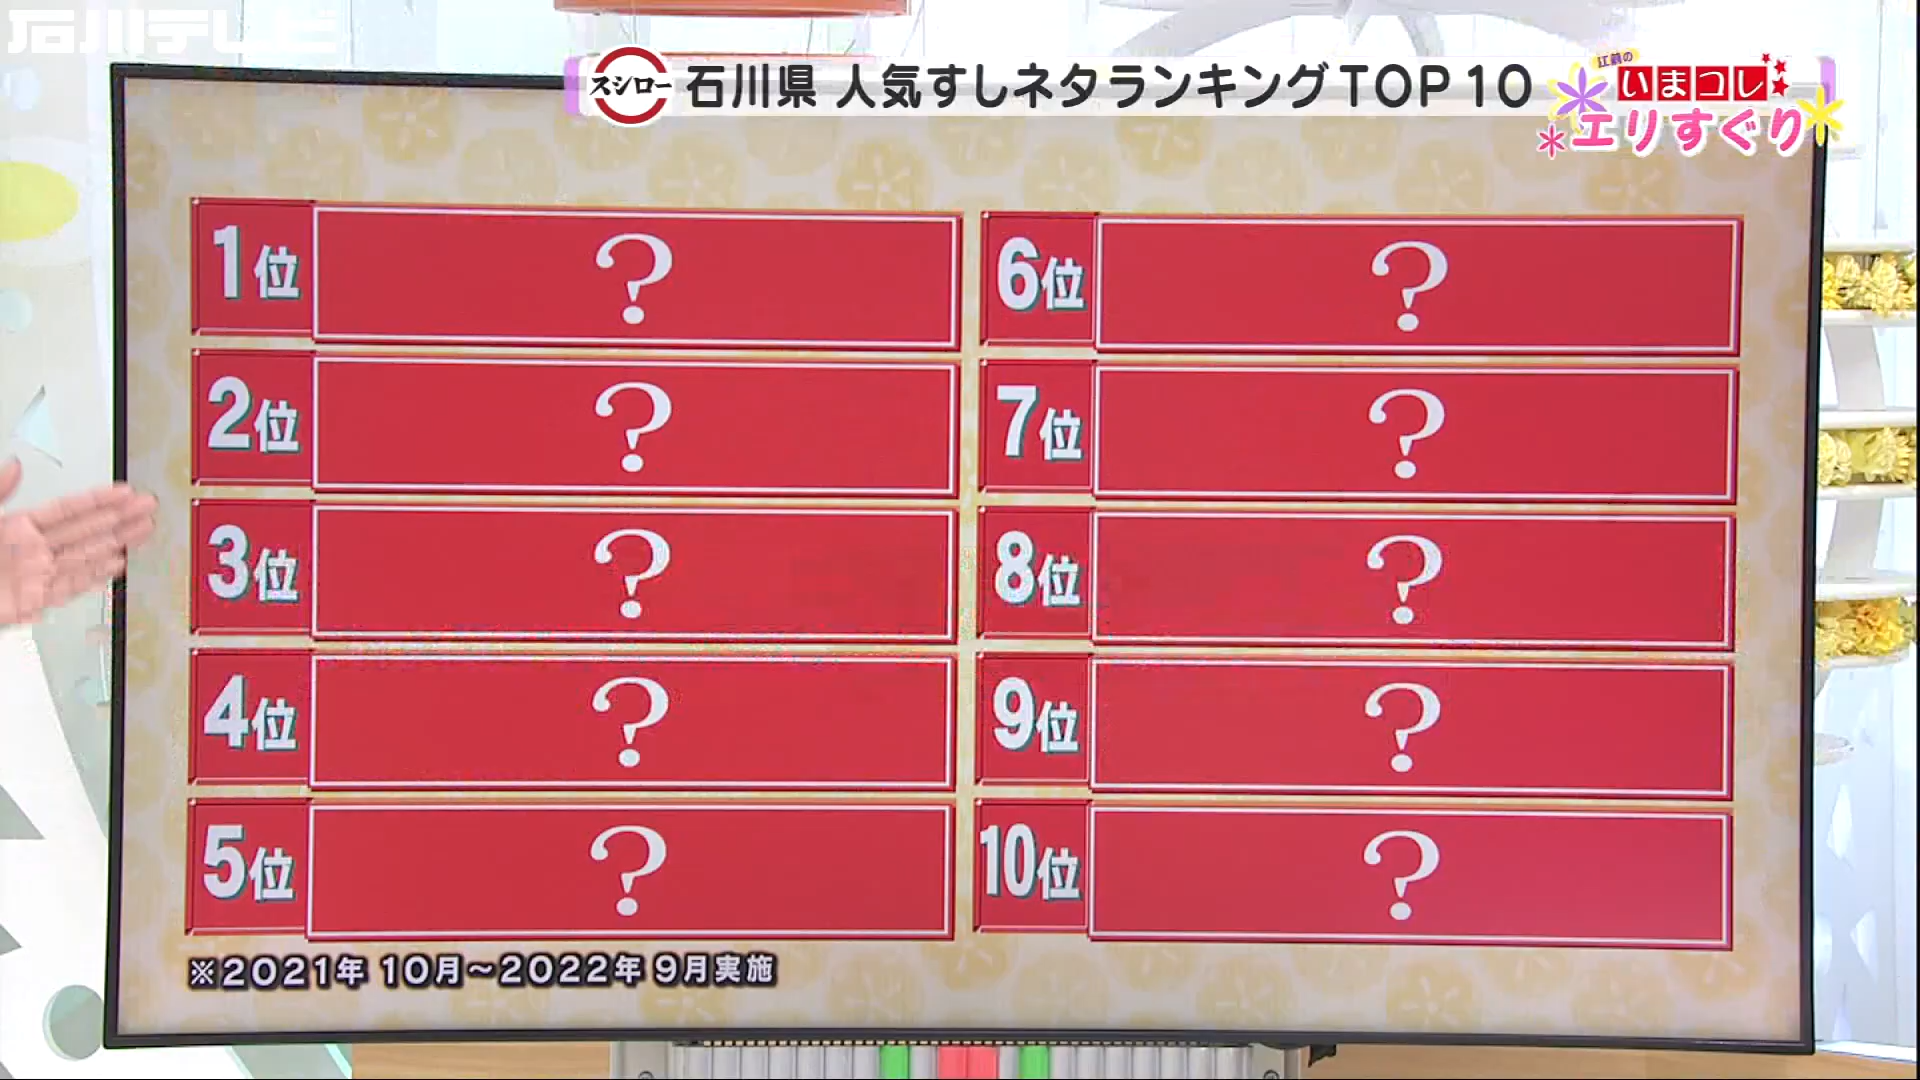 石川テレビ
スシロー 石川県 人気すしネタランキングTOP10
江藤の
いまコレ
エリすぐり
1位 ?
2位 ?
3位 ?
4位 ?
5位 ?
6位 ?
7位 ?
8位 ?
9位 ?
10位 ?
※2021年 10月～2022年 9月実施